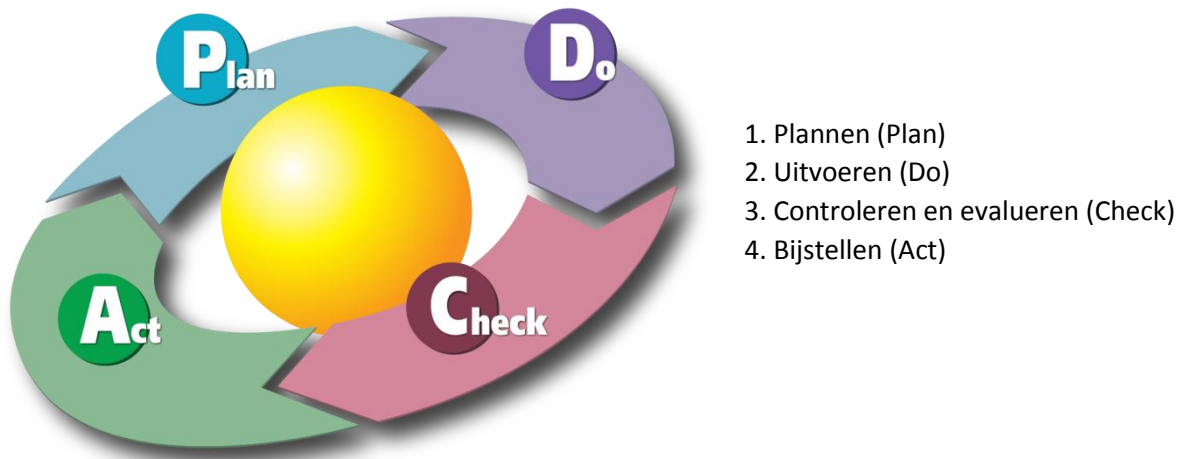 Plan
Do
Check
Act
1. Plannen (Plan)
2. Uitvoeren (Do)
3. Controleren en evalueren (Check)
4. Bijstellen (Act)